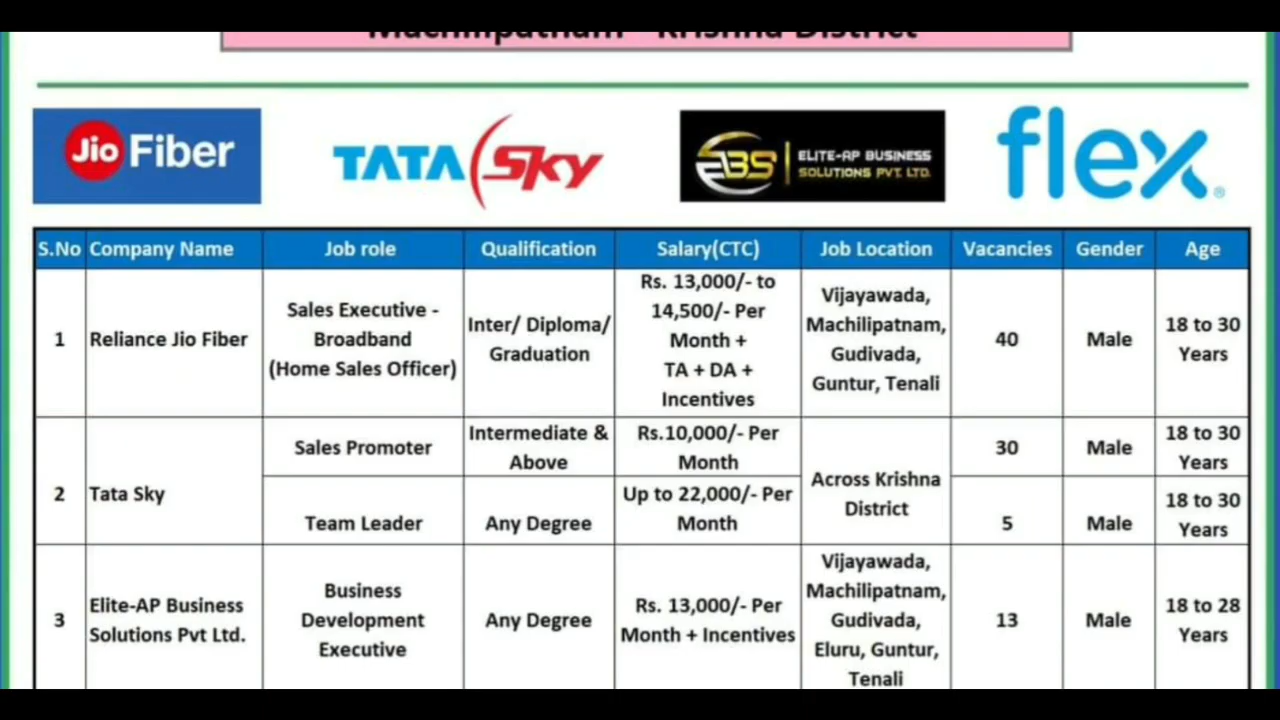 Machilipatnam - Krishna District
Jio Fiber
TATA Sky
EBS ELITE-AP BUSINESS
SOLUTIONS PVT. LTD.
flex®
S.No Company Name Job role Qualification Salary(CTC) Job Location Vacancies Gender Age
1
Reliance Jio Fiber
Sales Executive -
Broadband
(Home Sales Officer)
Inter/ Diploma/
Graduation
Rs. 13,000/- to
14,500/- Per
Month +
TA + DA +
Incentives
Vijayawada,
Machilipatnam,
Gudivada,
Guntur, Tenali
40
Male
18 to 30
Years
2
Tata Sky
Sales Promoter
Intermediate &
Above
Rs.10,000/- Per
Month
Across Krishna
District
30
Male
18 to 30
Years
Team Leader
Any Degree
Up to 22,000/- Per
Month
5
Male
18 to 30
Years
3
Elite-AP Business
Solutions Pvt Ltd.
Business
Development
Executive
Any Degree
Rs. 13,000/- Per
Month + Incentives
Vijayawada,
Machilipatnam,
Gudivada,
Eluru, Guntur,
Tenali
13
Male
18 to 28
Years